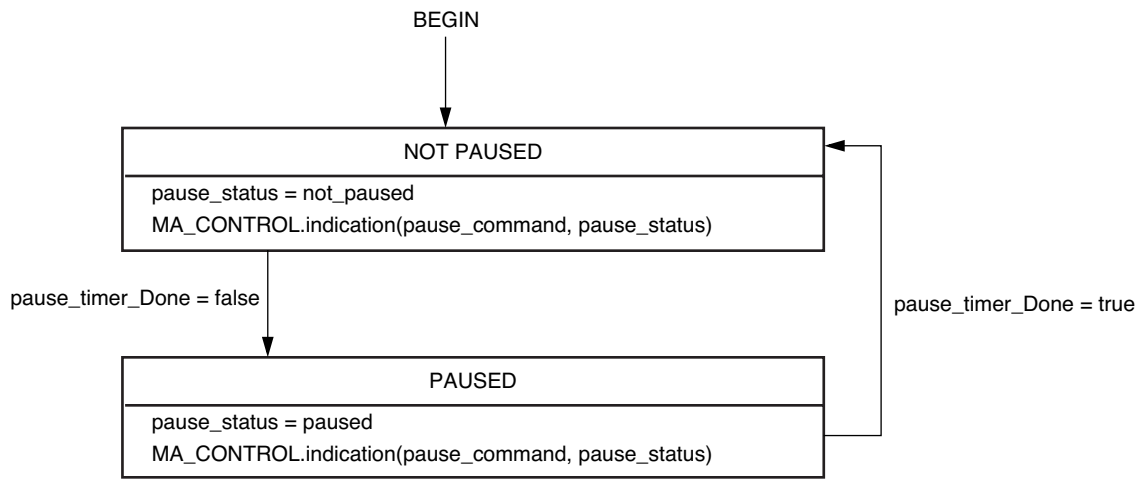 BEGIN
NOT PAUSED
pause_status = not_paused
MA_CONTROL.indication(pause_command, pause_status)
pause_timer_Done = false
pause_timer_Done = true
PAUSED
pause_status = paused
MA_CONTROL.indication(pause_command, pause_status)